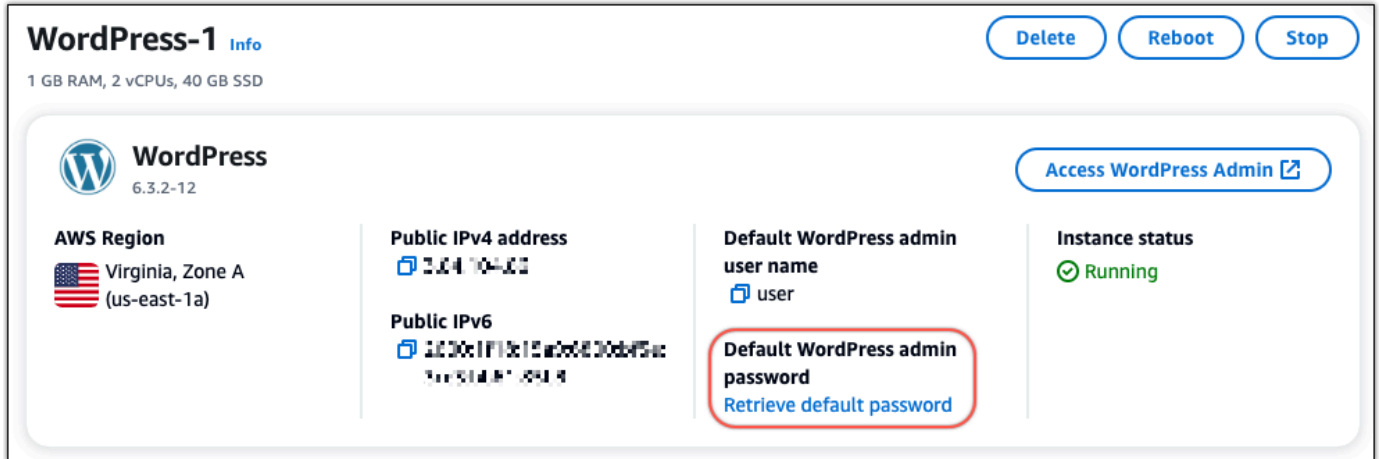 WordPress-1 Info
Delete
Reboot
Stop
1 GB RAM, 2 vCPUs, 40 GB SSD
WordPress
6.3.2-12
Access WordPress Admin
AWS Region
Virginia, Zone A
(us-east-1a)
Public IPv4 address
Public IPv6
Default WordPress admin
user name
user
Default WordPress admin
password
Retrieve default password
Instance status
Running